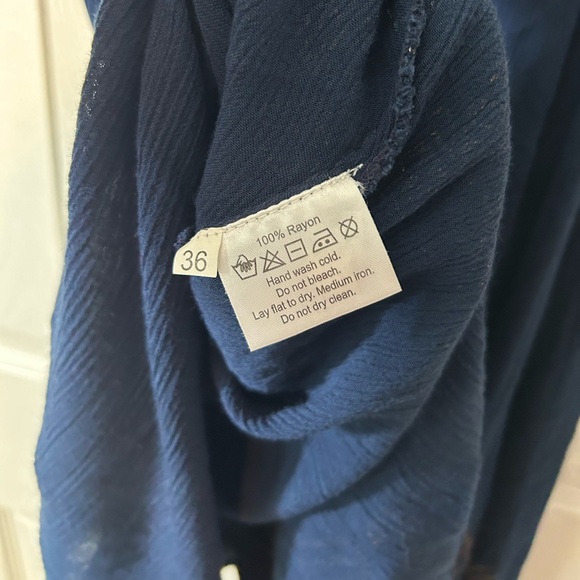 36
100% Rayon
Hand wash cold.
Do not bleach.
Lay flat to dry. Medium iron.
Do not dry clean.